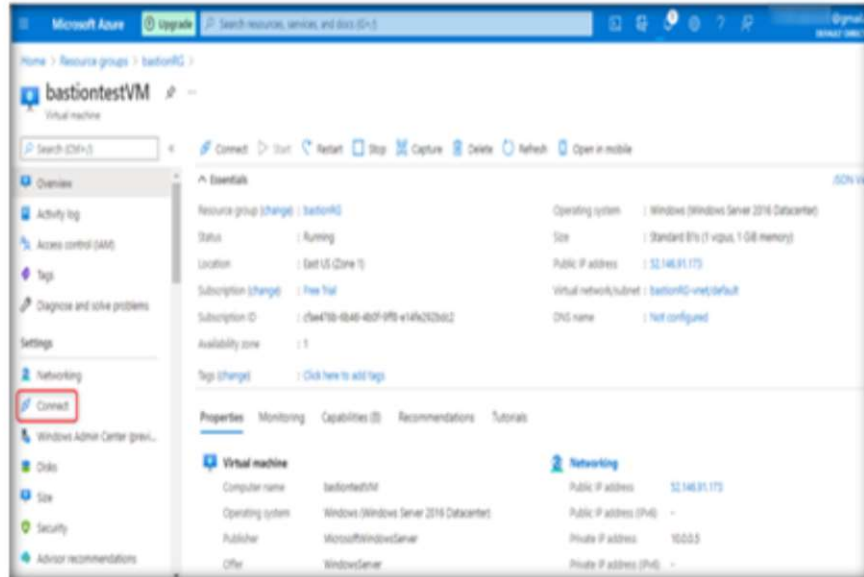 Microsoft Azure
Upgrade
Search resources, services, and docs (G+/)
Home > Resource groups > bastionRG >
bastiontestVM
Virtual machine
Search (Ctrl+/)
Connect Start Restart Stop Capture Delete Refresh Open in mobile
Overview
Activity log
Access control (IAM)
Tags
Diagnose and solve problems
Settings
Networking
Connect
Windows Admin Center (previ...
Disks
Size
Security
Advisor recommendations
Essentials
Resource group (change) : bastionRG
Status : Running
Location : East US (Zone 1)
Subscription (change) : Free Trial
Subscription ID
Availability zone : 1
Tags (change) : Click here to add tags
Operating system : Windows (Windows Server 2016 Datacenter)
Size : Standard B1s (1 vcpus, 1 GiB memory)
Public IP address : 52.146.91.173
Virtual network/subnet : bastionRG-vnet/default
DNS name : Not configured
Properties Monitoring Capabilities (8) Recommendations Tutorials
Virtual machine
Computer name bastiontestVM
Operating system Windows (Windows Server 2016 Datacenter)
Publisher MicrosoftWindowsServer
Offer WindowsServer
Networking
Public IP address 52.146.91.173
Public IP address (IPv6) -
Private IP address 10.0.0.5
Private IP address (IPv6) -